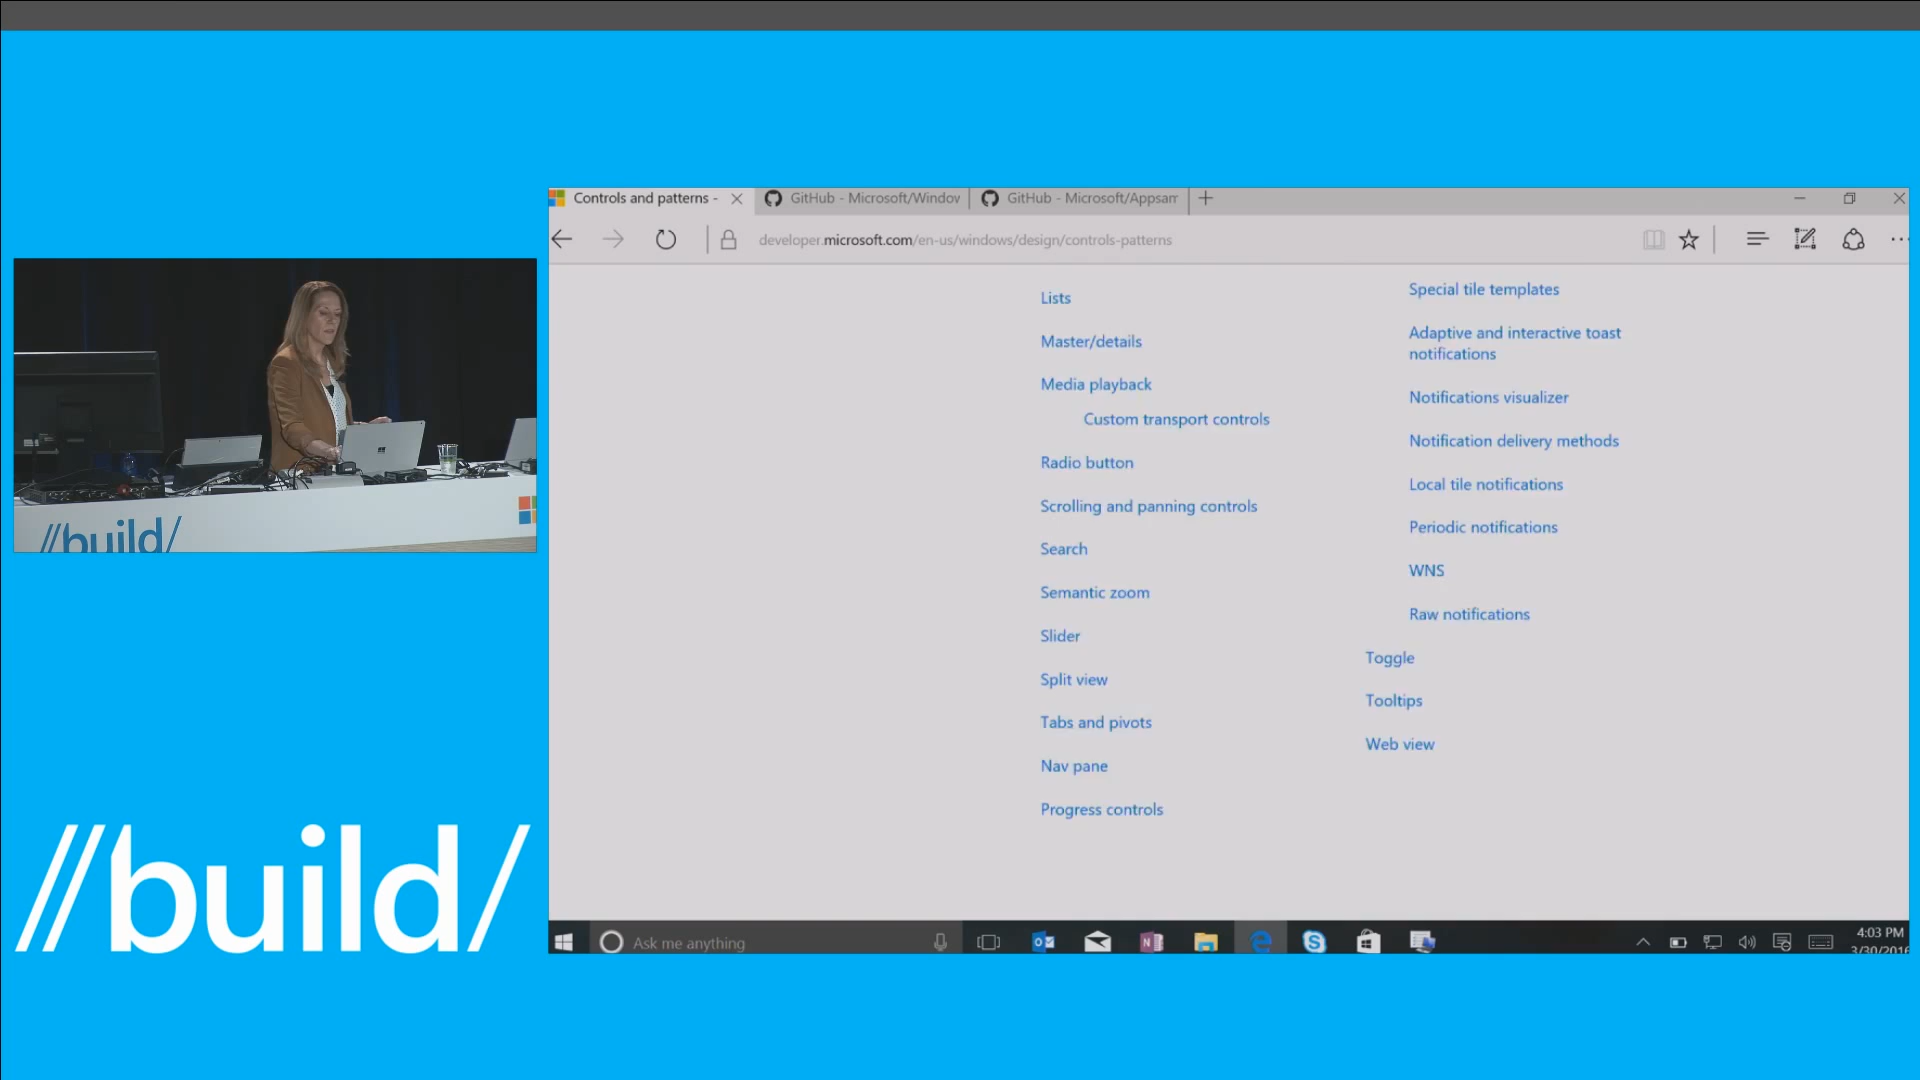 Controls and patterns -
GitHub - Microsoft/Window
GitHub - Microsoft/Appsam
developer.microsoft.com/en-us/windows/design/controls-patterns
Lists
Master/details
Media playback
Custom transport controls
Radio button
Scrolling and panning controls
Search
Semantic zoom
Slider
Split view
Tabs and pivots
Nav pane
Progress controls
Special tile templates
Adaptive and interactive toast
notifications
Notifications visualizer
Notification delivery methods
Local tile notifications
Periodic notifications
WNS
Raw notifications
Toggle
Tooltips
Web view
Ask me anything
4:03 PM
3/30/2016
//build/
//build/